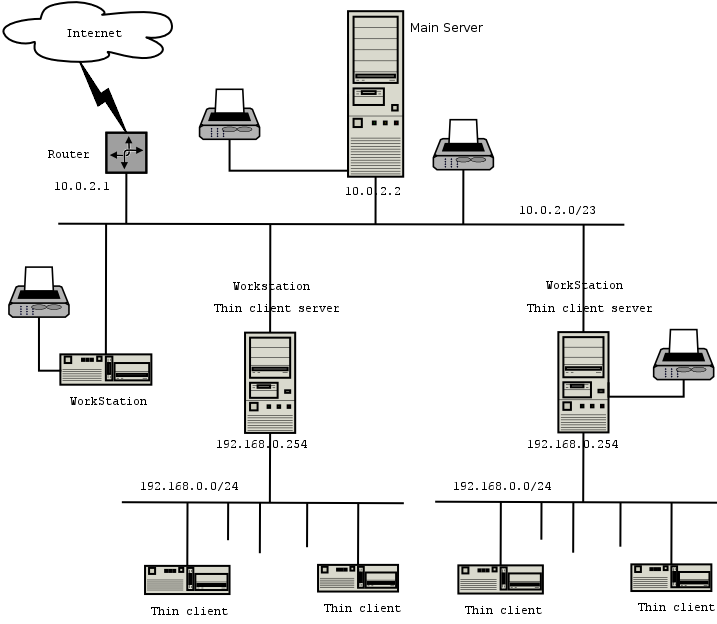 Internet
Main Server
Router
10.0.2.1
10.0.2.2
10.0.2.0/23
Workstation
Thin client server
WorkStation
Thin client server
WorkStation
192.168.0.254
192.168.0.254
192.168.0.0/24
192.168.0.0/24
Thin client
Thin client
Thin client
Thin client